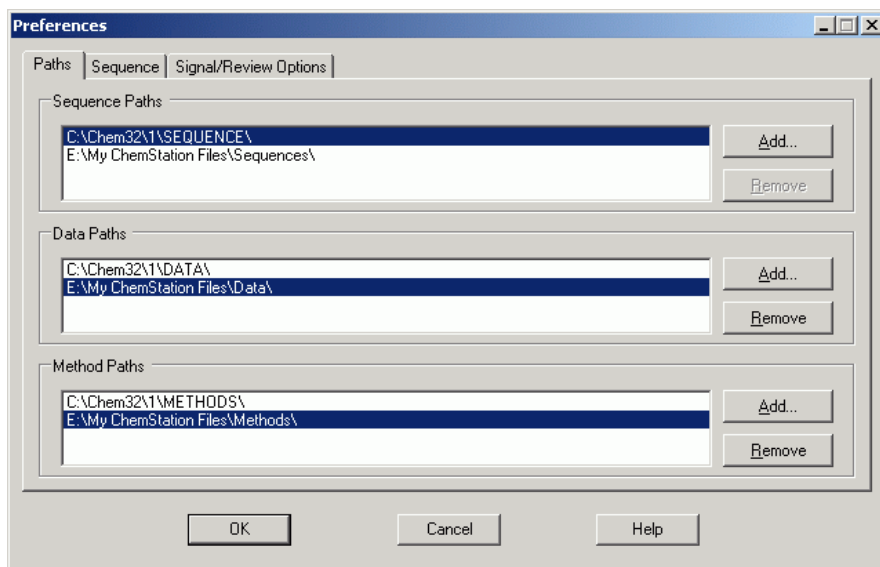 Preferences
Paths Sequence Signal/Review Options
Sequence Paths
C:\Chem32\1\SEQUENCE\
E:\My ChemStation Files\Sequences\
Add...
Remove
Data Paths
C:\Chem32\1\DATA\
E:\My ChemStation Files\Data\
Add...
Remove
Method Paths
C:\Chem32\1\METHODS\
E:\My ChemStation Files\Methods\
Add...
Remove
OK Cancel Help